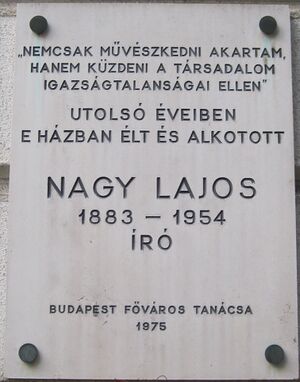 „NEMCSAK MŰVÉSZKEDNI AKARTAM,
HANEM KÜZDENI A TÁRSADALOM
IGAZSÁGTALANSÁGAI ELLEN”
UTOLSÓ ÉVEIBEN
E HÁZBAN ÉLT ÉS ALKOTOTT
NAGY LAJOS
1883 – 1954
ÍRÓ
BUDAPEST FŐVÁROS TANÁCSA
1975